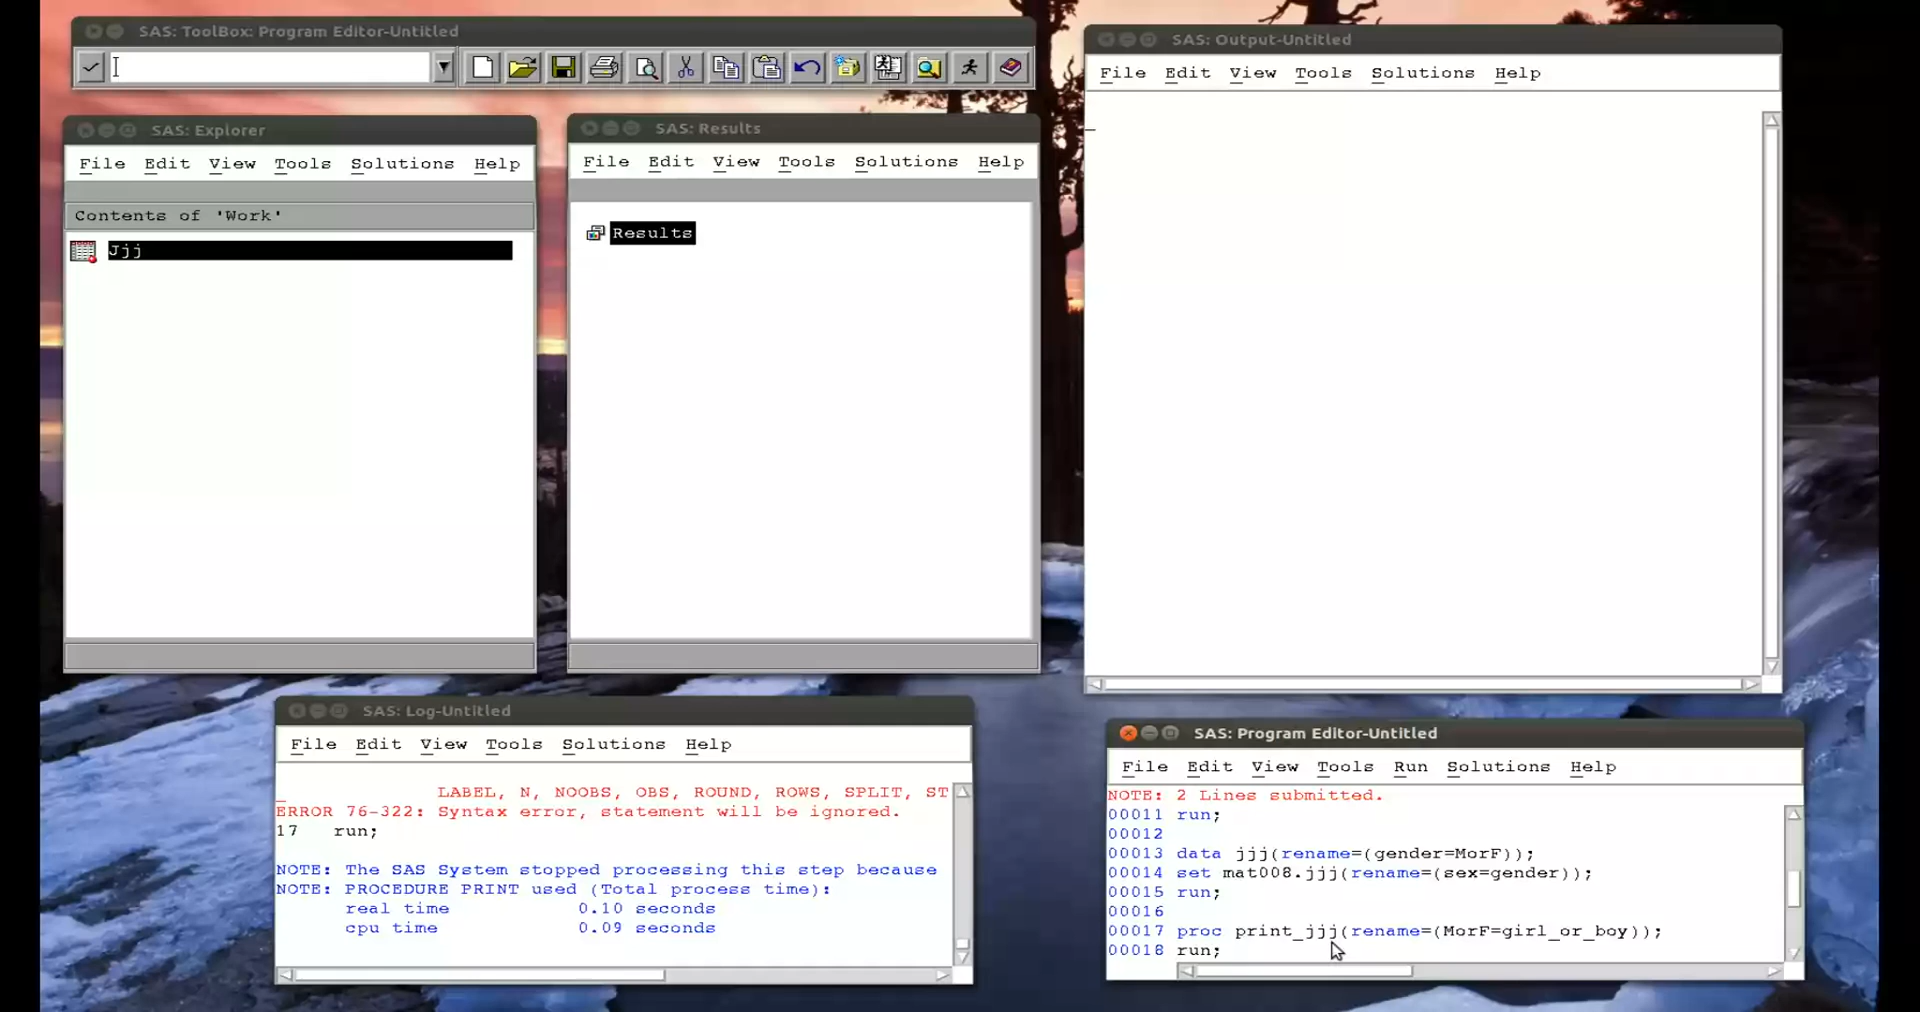 SAS: ToolBox: Program Editor-Untitled
SAS: Explorer
File Edit View Tools Solutions Help
Contents of 'Work'
Jjj
SAS: Results
File Edit View Tools Solutions Help
Results
SAS: Output-Untitled
File Edit View Tools Solutions Help
SAS: Log-Untitled
File Edit View Tools Solutions Help
LABEL, N, NOOBS, OBS, ROUND, ROWS, SPLIT, ST
ERROR 76-322: Syntax error, statement will be ignored.
17 run;
NOTE: The SAS System stopped processing this step because
NOTE: PROCEDURE PRINT used (Total process time):
real time 0.10 seconds
cpu time 0.09 seconds
SAS: Program Editor-Untitled
File Edit View Tools Run Solutions Help
NOTE: 2 Lines submitted.
00011 run;
00012
00013 data jjj(rename=(gender=MorF));
00014 set mat008.jjj(rename=(sex=gender));
00015 run;
00016
00017 proc print_jjj(rename=(MorF=girl_or_boy));
00018 run;